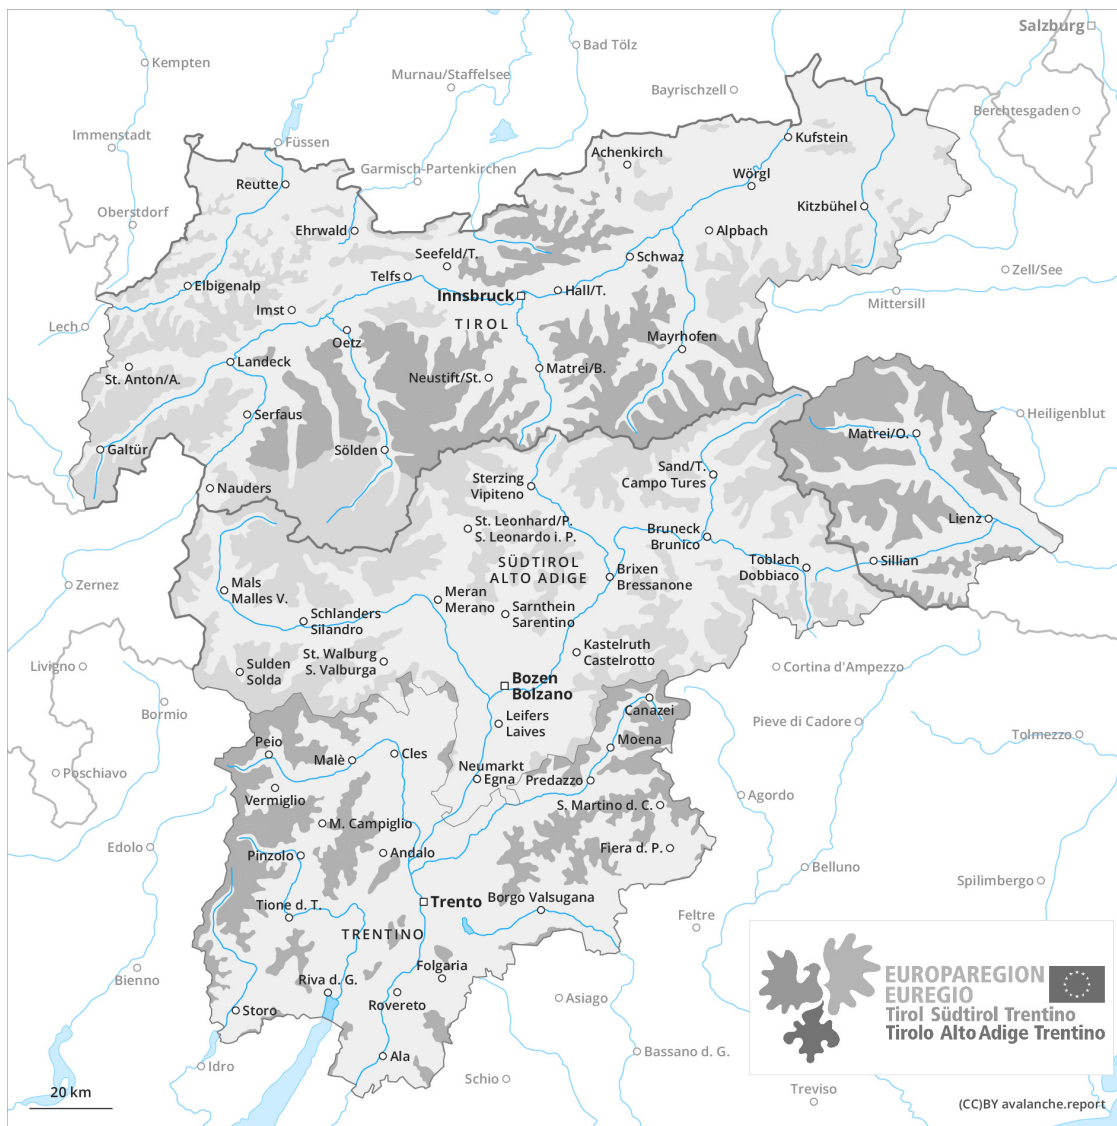 Salzburg
Bad Tölz
Kempten
Murnau/Staffelsee
Bayrischzell
Berchtesgaden
Immenstadt
Füssen
Kufstein
Achenkirch
Garmisch-Partenkirchen
Wörgl
Reutte
Oberstdorf
Kitzbühel
Ehrwald
Alpbach
Seefeld/T.
Schwaz
Telfs
Zell/See
Elbigenalp
Innsbruck
Hall/T.
Mittersill
Imst
TIROL
Lech
Oetz
Mayrhofen
Landeck
Matrei/B.
St. Anton/A.
Neustift/St.
Serfaus
Heiligenblut
Matrei/O.
Galtür
Sölden
Sand/T.
Campo Tures
Sterzing
Vipiteno
Nauders
Lienz
St. Leonhard/P.
S. Leonardo i. P.
Bruneck
Brunico
SÜDTIROL
ALTO ADIGE
Toblach
Dobbiaco
Sillian
Brixen
Bressanone
Zernez
Mals
Malles V.
Meran
Merano
Sarnthein
Sarentino
Schlanders
Silandro
Kastelruth
Castelrotto
St. Walburg
S. Valburga
Livigno
Sulden
Solda
Cortina d'Ampezzo
Bozen
Bolzano
Bormio
Canazei
Leifers
Laives
Pieve di Cadore
Tolmezzo
Peio
Moena
Malè
Cles
Poschiavo
Neumarkt
Egna
Predazzo
Vermiglio
Agordo
S. Martino d. C.
M. Campiglio
Edolo
Pinzolo
Andalo
Fiera d. P.
Belluno
Spilimbergo
Tione d. T.
Trento
Borgo Valsugana
Feltre
TRENTINO
Bienno
Folgaria
Riva d. G.
Rovereto
Asiago
Storo
EUROPAREGION
EUREGIO
Tirol Südtirol Trentino
Tirolo Alto Adige Trentino
Ala
Idro
Bassano d. G.
Schio
Treviso
20 km
(CC)BY avalanche.report